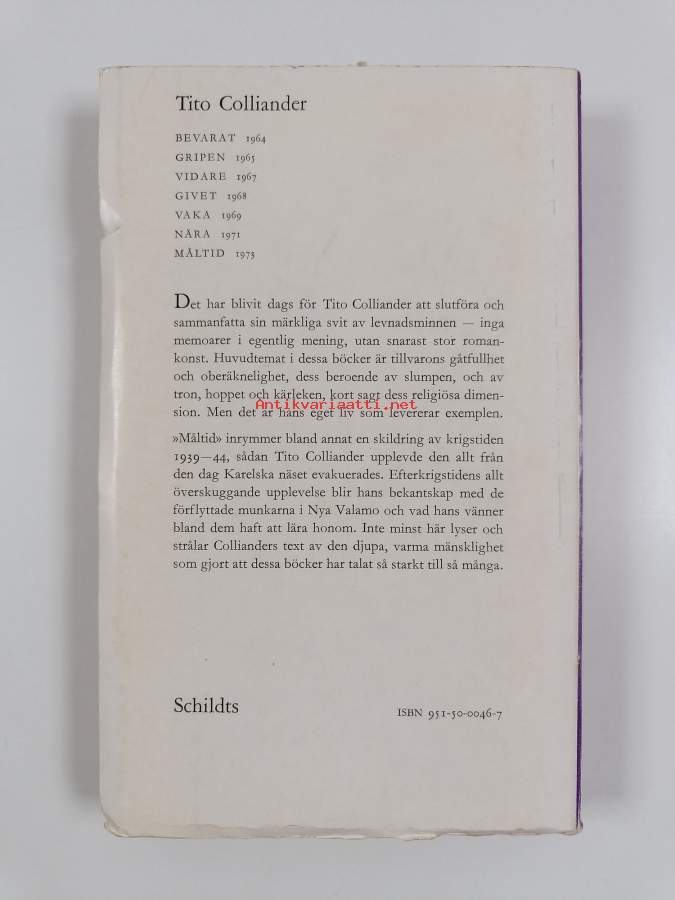 Tito Colliander
BEVARAT 1964
GRIPEN 1965
VIDARE 1967
GIVET 1968
VAKA 1969
NÄRA 1971
MÅLTID 1973
Det har blivit dags för Tito Colliander att slutföra och
sammanfatta sin märkliga svit av levnadsminnen — inga
memoarer i egentlig mening, utan snarast stor roman-
konst. Huvudtemat i dessa böcker är tillvarons gåtfullhet
och oberäknelighet, dess beroende av slumpen, och av
tron, hoppet och kärleken, kort sagt dess religiösa dimen-
Antikvariaatti.net
sion. Men det är hans eget liv som levererar exemplen.
»Måltid» inrymmer bland annat en skildring av krigstiden
1939—44, sådan Tito Colliander upplevde den allt från
den dag Karelska näset evakuerades. Efterkrigstidens allt
överskuggande upplevelse blir hans bekantskap med de
förflyttade munkarna i Nya Valamo och vad hans vänner
bland dem haft att lära honom. Inte minst här lyser och
strålar Collianders text av den djupa, varma mänsklighet
som gjort att dessa böcker har talat så starkt till så många.
Schildts
ISBN 951-50-0046-7